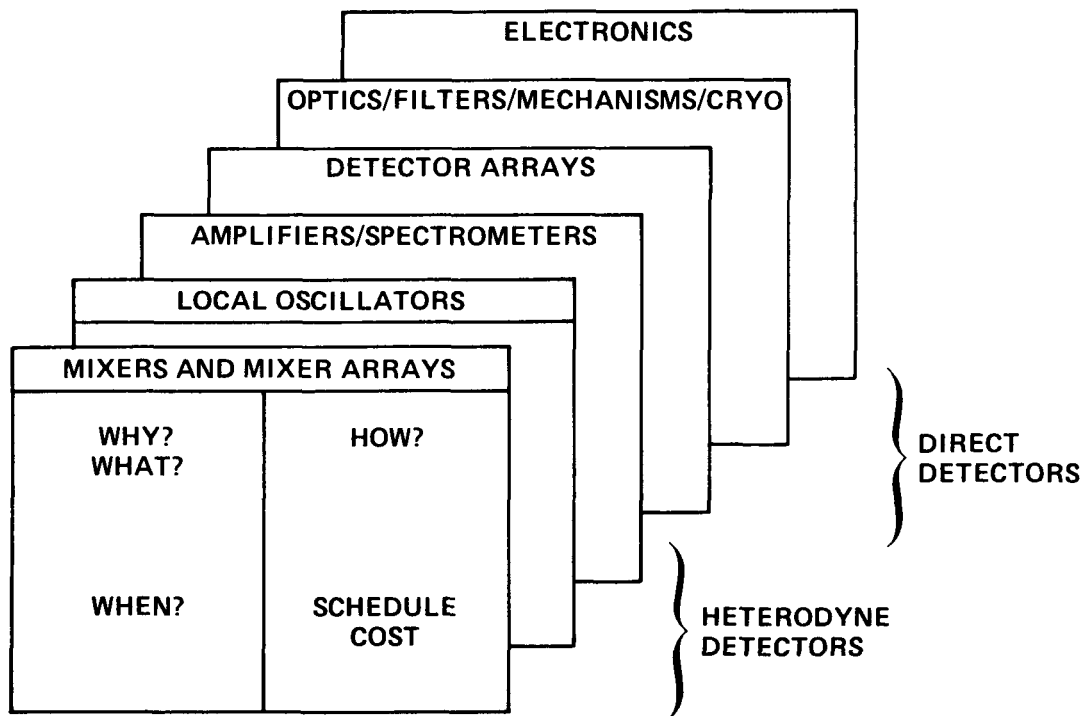 ELECTRONICS
OPTICS/FILTERS/MECHANISMS/CRYO
DETECTOR ARRAYS
AMPLIFIERS/SPECTROMETERS
LOCAL OSCILLATORS
MIXERS AND MIXER ARRAYS
WHY?
WHAT?
HOW?
WHEN?
SCHEDULE
COST
DIRECT
DETECTORS
HETERODYNE
DETECTORS